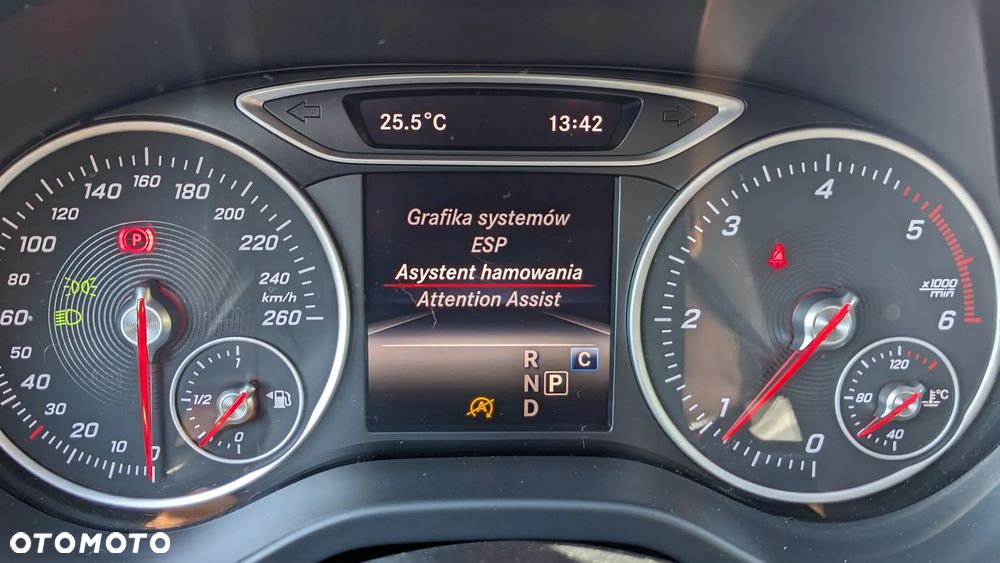 25.5°C 13:42
Grafika systemów
ESP
Asystent hamowania
Attention Assist
R C
N P
D
A
0 10 20 30 40 50 60 80 100 120 140 160 180 200 220 240 260
km/h
P
0 1/2 1
0 1 2 3 4 5 6
x1000
min
40 80 120
°C
OTOMOTO